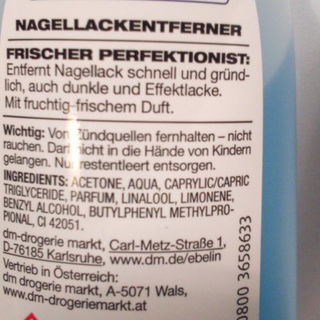 NAGELLACKENTFERNER
FRISCHER PERFEKTIONIST:
Entfernt Nagellack schnell und gründ-
lich, auch dunkle und Effektlacke.
Mit fruchtig-frischem Duft.
Wichtig: Von Zündquellen fernhalten – nicht
rauchen. Darf nicht in die Hände von Kindern
gelangen. Nur restentleert entsorgen.
INGREDIENTS: ACETONE, AQUA, CAPRYLIC/CAPRIC
TRIGLYCERIDE, PARFUM, LINALOOL, LIMONENE,
BENZYL ALCOHOL, BUTYLPHENYL METHYLPRO-
PIONAL, CI 42051.
dm-drogerie markt, Carl-Metz-Straße 1,
D-76185 Karlsruhe, www.dm.de/ebelin
Vertrieb in Österreich:
dm drogerie markt, A-5071 Wals,
www.dm-drogeriemarkt.at
0800 3658633